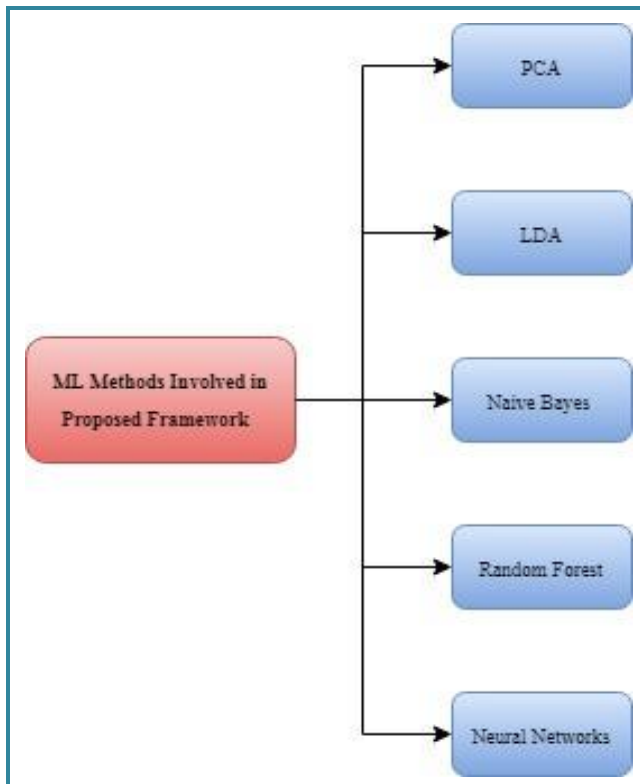 PCA
LDA
ML Methods Involved in
Proposed Framework
Naive Bayes
Random Forest
Neural Networks